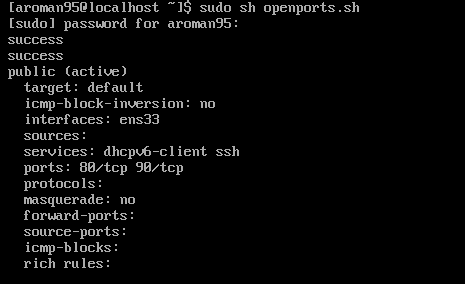 [aroman95@localhost ~]$ sudo sh openports.sh
[sudo] password for aroman95:
success
success
public (active)
  target: default
  icmp-block-inversion: no
  interfaces: ens33
  sources:
  services: dhcpv6-client ssh
  ports: 80/tcp 90/tcp
  protocols:
  masquerade: no
  forward-ports:
  source-ports:
  icmp-blocks:
  rich rules: